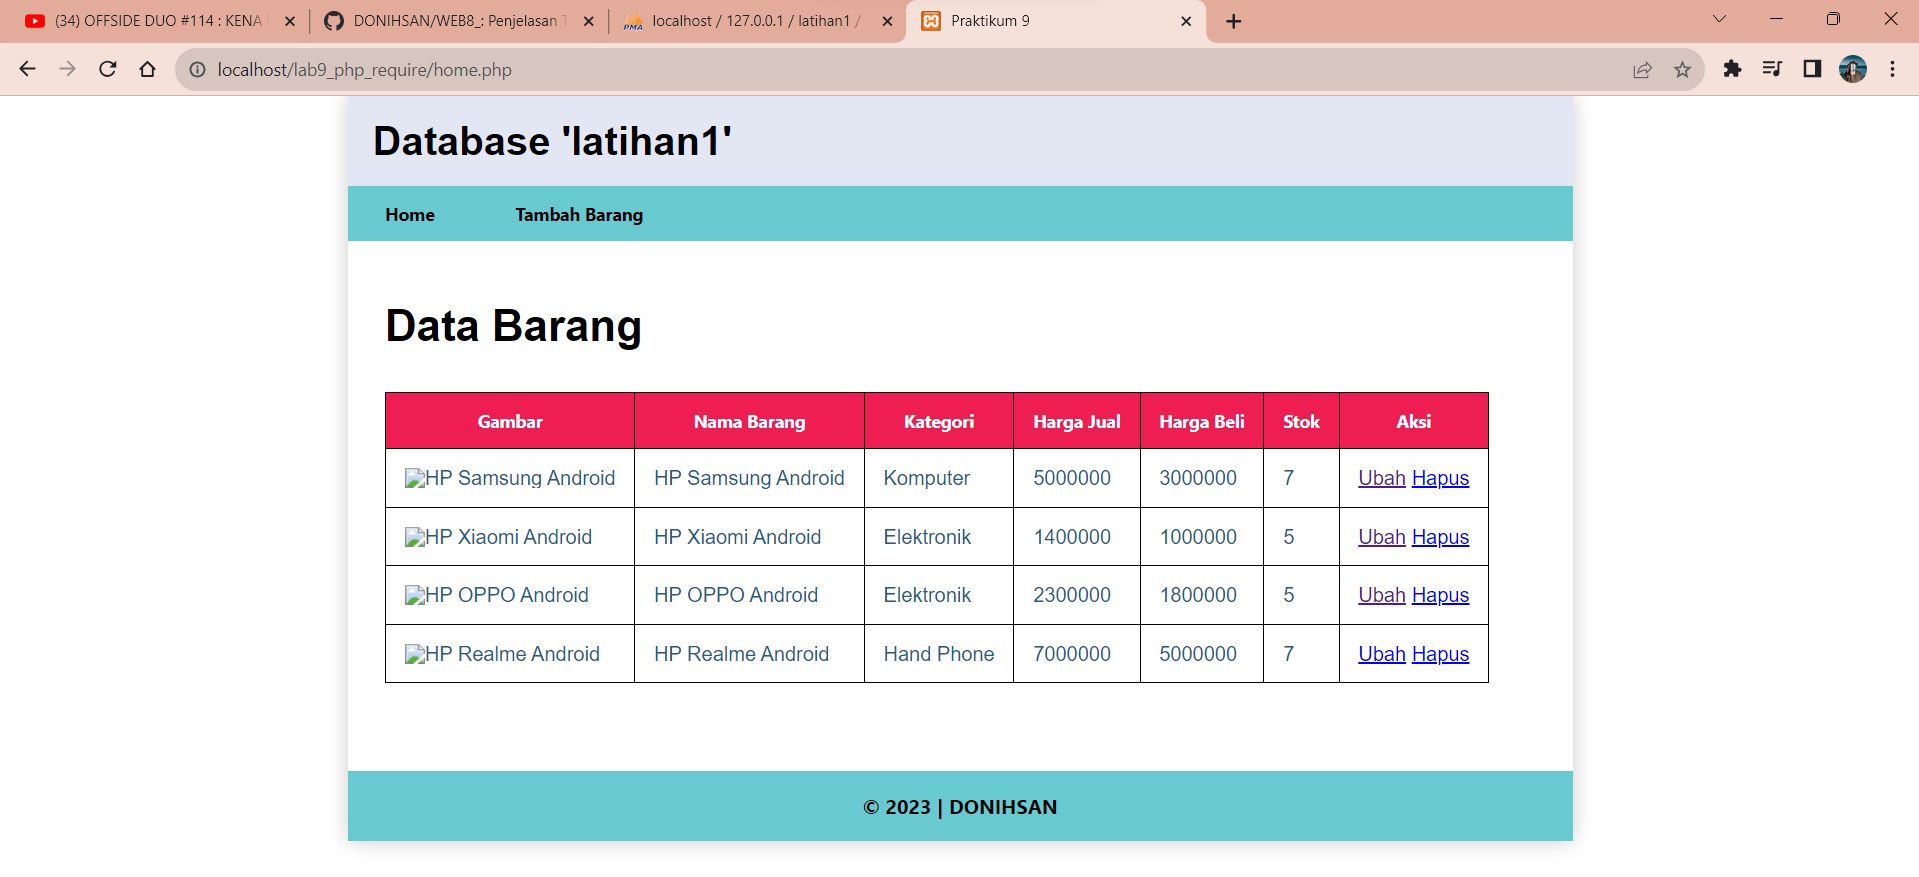 (34) OFFSIDE DUO #114 : KENA
DONIHSAN/WEB8_: Penjelasan T
localhost / 127.0.0.1 / latihan1 /
Praktikum 9
localhost/lab9_php_require/home.php
Database 'latihan1'
Home Tambah Barang
Data Barang
Gambar Nama Barang Kategori Harga Jual Harga Beli Stok Aksi
HP Samsung Android HP Samsung Android Komputer 5000000 3000000 7 Ubah Hapus
HP Xiaomi Android HP Xiaomi Android Elektronik 1400000 1000000 5 Ubah Hapus
HP OPPO Android HP OPPO Android Elektronik 2300000 1800000 5 Ubah Hapus
HP Realme Android HP Realme Android Hand Phone 7000000 5000000 7 Ubah Hapus
© 2023 | DONIHSAN